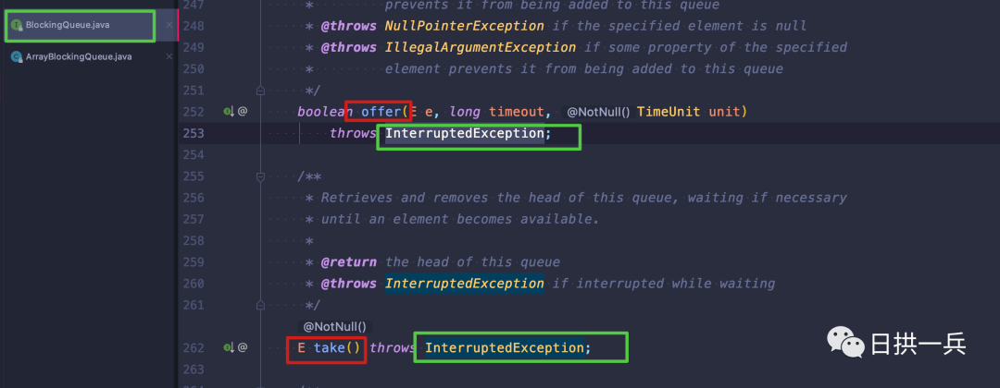 BlockingQueue.java
ArrayBlockingQueue.java
247 * prevents it from being added to this queue
248 * @throws NullPointerException if the specified element is null
249 * @throws IllegalArgumentException if some property of the specified
250 * element prevents it from being added to this queue
251 */
252 boolean offer(E e, long timeout, @NotNull() TimeUnit unit)
253 throws InterruptedException;
254
255 /**
256 * Retrieves and removes the head of this queue, waiting if necessary
257 * until an element becomes available.
258 *
259 * @return the head of this queue
260 * @throws InterruptedException if interrupted while waiting
261 */
@NotNull()
262 E take() throws InterruptedException;
263
日拱一兵